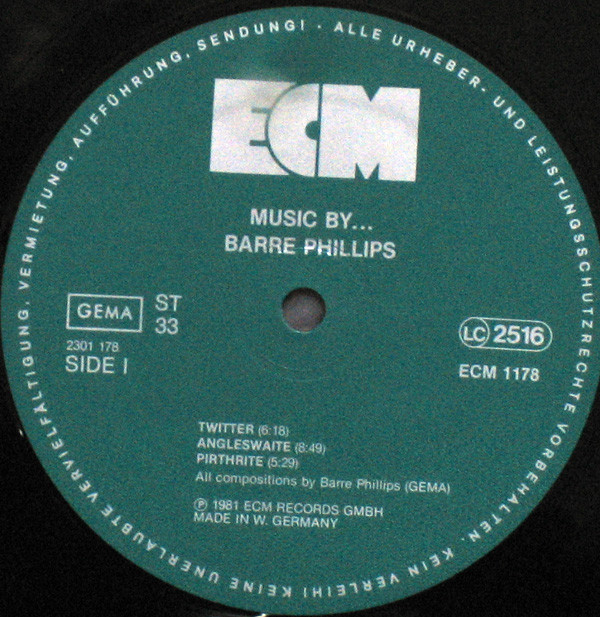 ALLE URHEBER- UND LEISTUNGSSCHUTZRECHTE VORBEHALTEN. KEIN VERLEIH! KEINE UNERLAUBTE VERVIELFÄLTIGUNG, VERMIETUNG, AUFFÜHRUNG, SENDUNG! ·
ECM
MUSIC BY...
BARRE PHILLIPS
GEMA
ST
33
2301 178
SIDE I
LC 2516
ECM 1178
TWITTER (6:18)
ANGLESWAITE (8:49)
PIRTHRITE (5:29)
All compositions by Barre Phillips (GEMA)
℗ 1981 ECM RECORDS GMBH
MADE IN W. GERMANY